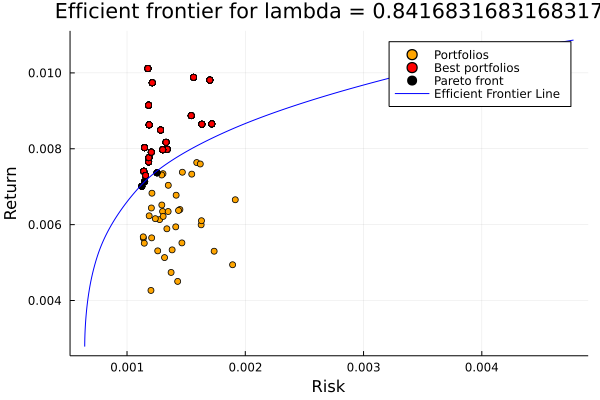 Efficient frontier for lambda = 0.8416831683168317
Portfolios
Best portfolios
Pareto front
Efficient Frontier Line
0.010
0.008
0.006
0.004
Return
0.001
0.002
0.003
0.004
Risk